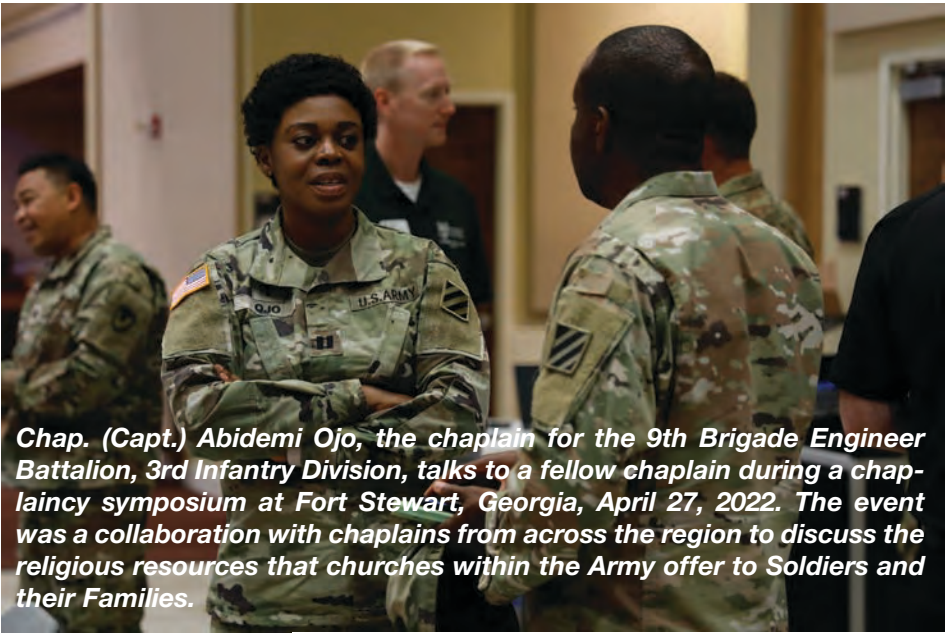 OJO
U.S.ARMY
Chap. (Capt.) Abidemi Ojo, the chaplain for the 9th Brigade Engineer
Battalion, 3rd Infantry Division, talks to a fellow chaplain during a chap-
laincy symposium at Fort Stewart, Georgia, April 27, 2022. The event
was a collaboration with chaplains from across the region to discuss the
religious resources that churches within the Army offer to Soldiers and
their Families.